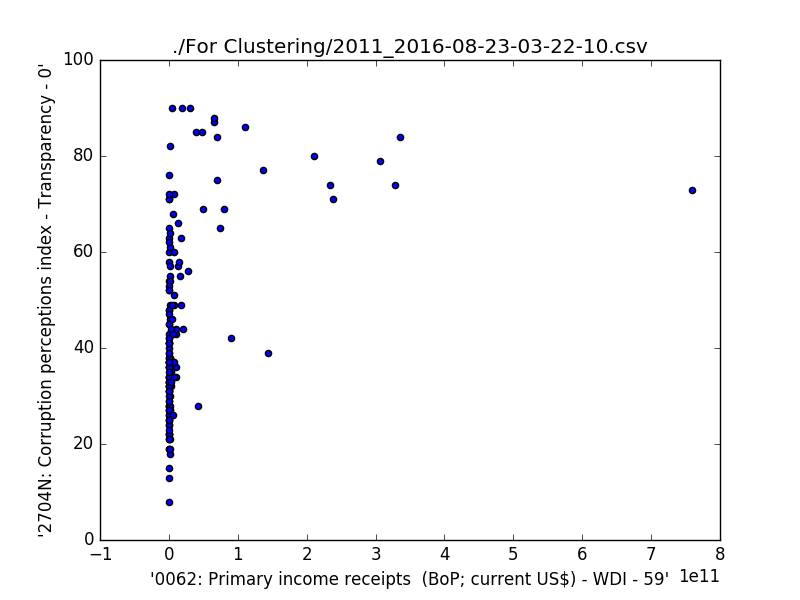 ./For Clustering/2011_2016-08-23-03-22-10.csv
100
80
60
40
20
0
'2704N: Corruption perceptions index - Transparency - 0'
−1 0 1 2 3 4 5 6 7 8
1e11
'0062: Primary income receipts  (BoP; current US$) - WDI - 59'